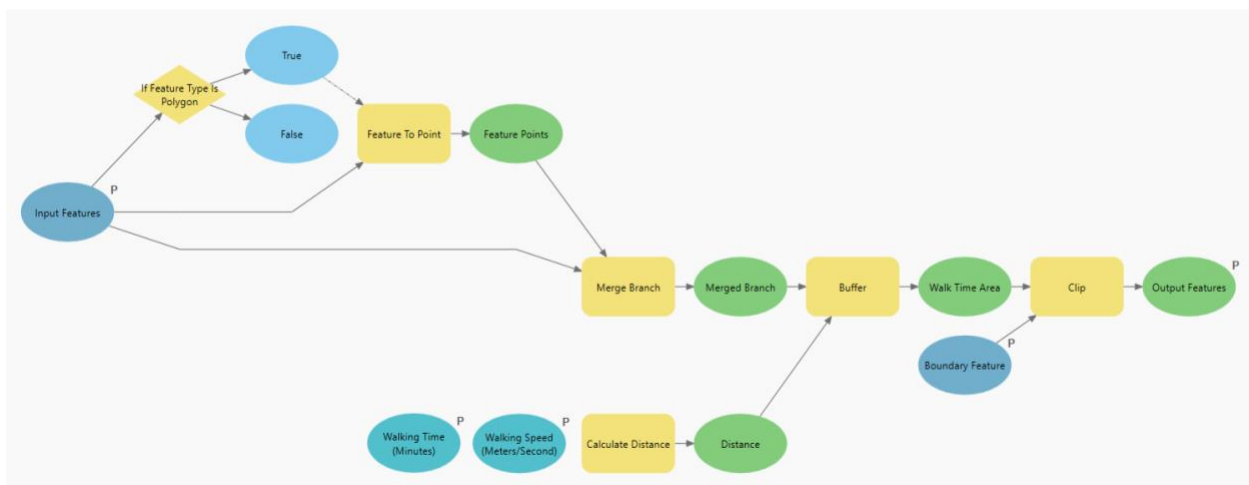 True
If Feature Type Is
Polygon
False
Feature To Point
Feature Points
P
Input Features
Merge Branch
Merged Branch
Buffer
Walk Time Area
Clip
P
Output Features
P
Boundary Feature
P
Walking Time
(Minutes)
P
Walking Speed
(Meters/Second)
Calculate Distance
Distance